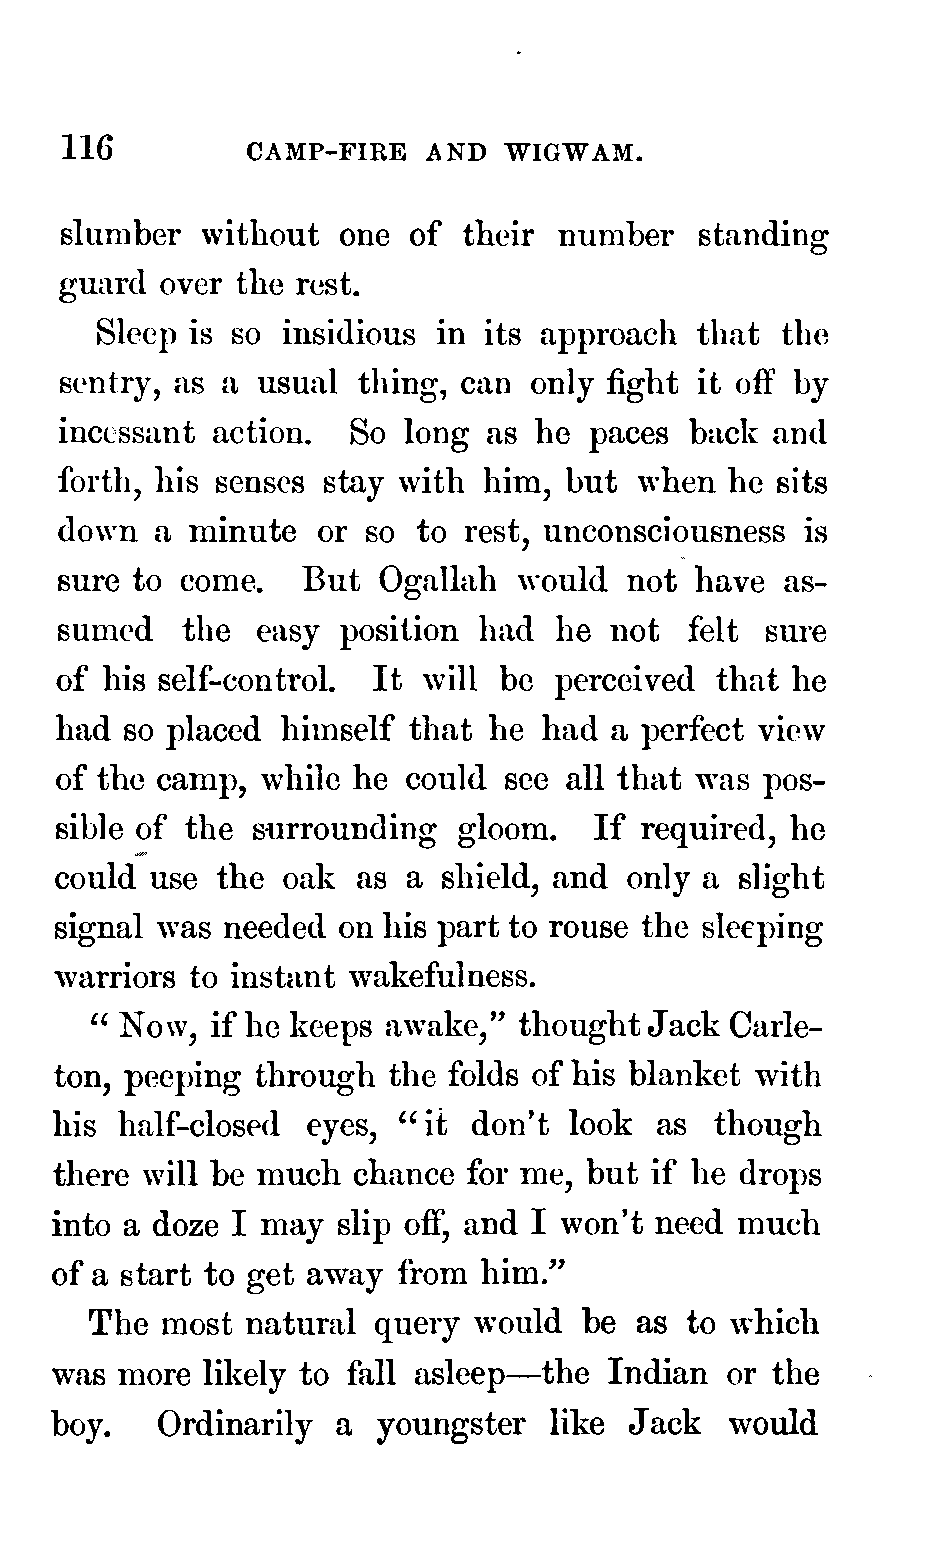 116 CAMP-FIRE AND WIGWAM.
slumber without one of their number standing
guard over the rest.
Sleep is so insidious in its approach that the
sentry, as a usual thing, can only fight it off by
incessant action. So long as he paces back and
forth, his senses stay with him, but when he sits
down a minute or so to rest, unconsciousness is
sure to come. But Ogallah would not have as-
sumed the easy position had he not felt sure
of his self-control. It will be perceived that he
had so placed himself that he had a perfect view
of the camp, while he could see all that was pos-
sible of the surrounding gloom. If required, he
could use the oak as a shield, and only a slight
signal was needed on his part to rouse the sleeping
warriors to instant wakefulness.
" Now, if he keeps awake," thought Jack Carle-
ton, peeping through the folds of his blanket with
his half-closed eyes, "it don't look as though
there will be much chance for me, but if he drops
into a doze I may slip off, and I won't need much
of a start to get away from him."
The most natural query would be as to which
was more likely to fall asleep—the Indian or the
boy. Ordinarily a youngster like Jack would